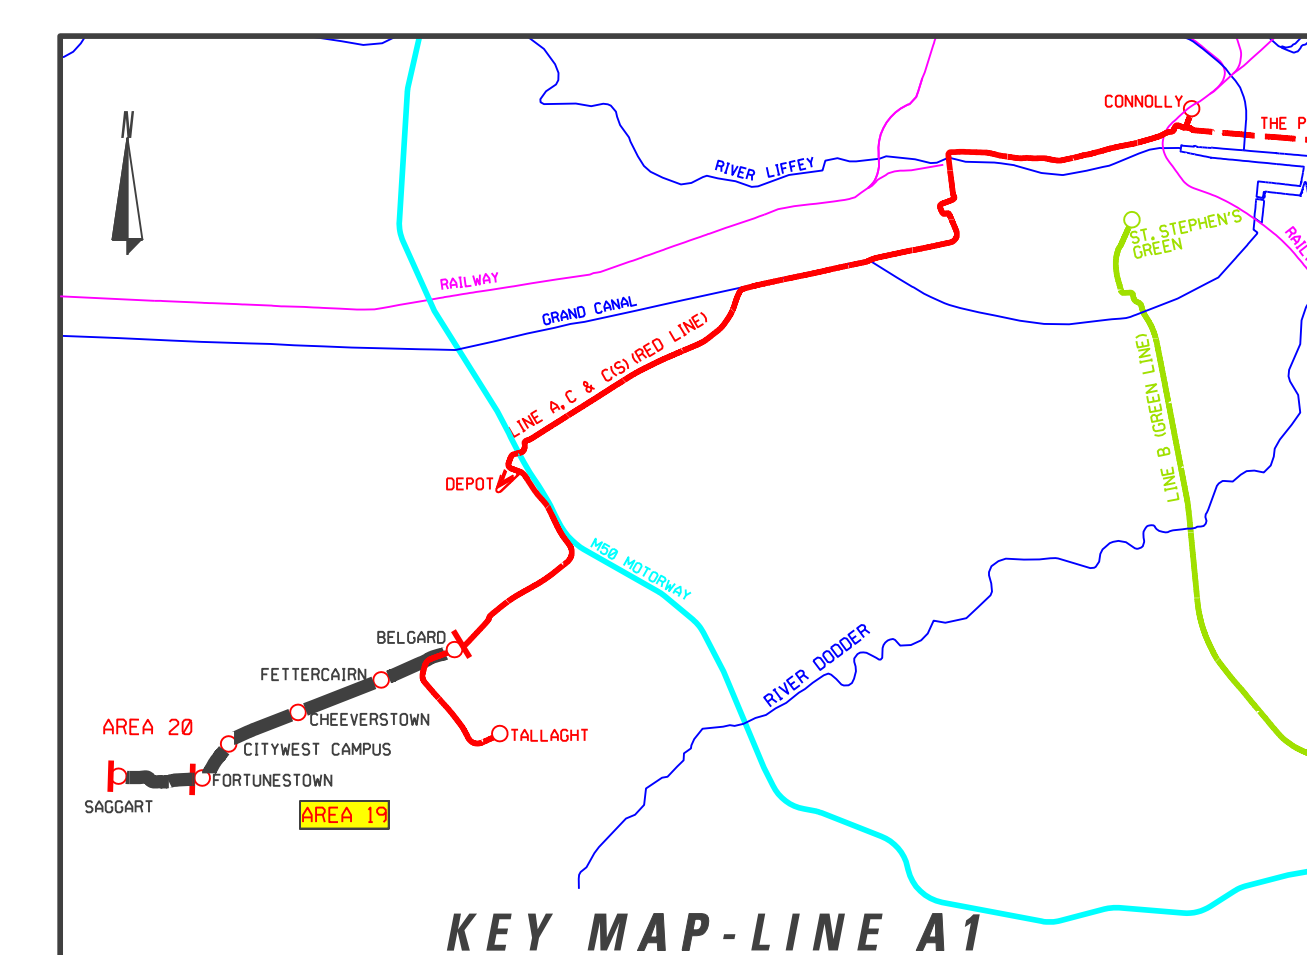 N
CONNOLLY
THE P
RIVER LIFFEY
ST. STEPHEN'S
GREEN
RAIL
RAILWAY
GRAND CANAL
LINE A,C & C(S) (RED LINE)
LINE B (GREEN LINE)
DEPOT
M50 MOTORWAY
RIVER DODDER
BELGARD
FETTERCAIRN
CHEEVERSTOWN
AREA 20
TALLAGHT
CITYWEST CAMPUS
FORTUNESTOWN
SAGGART
AREA 19
KEY MAP-LINE A1